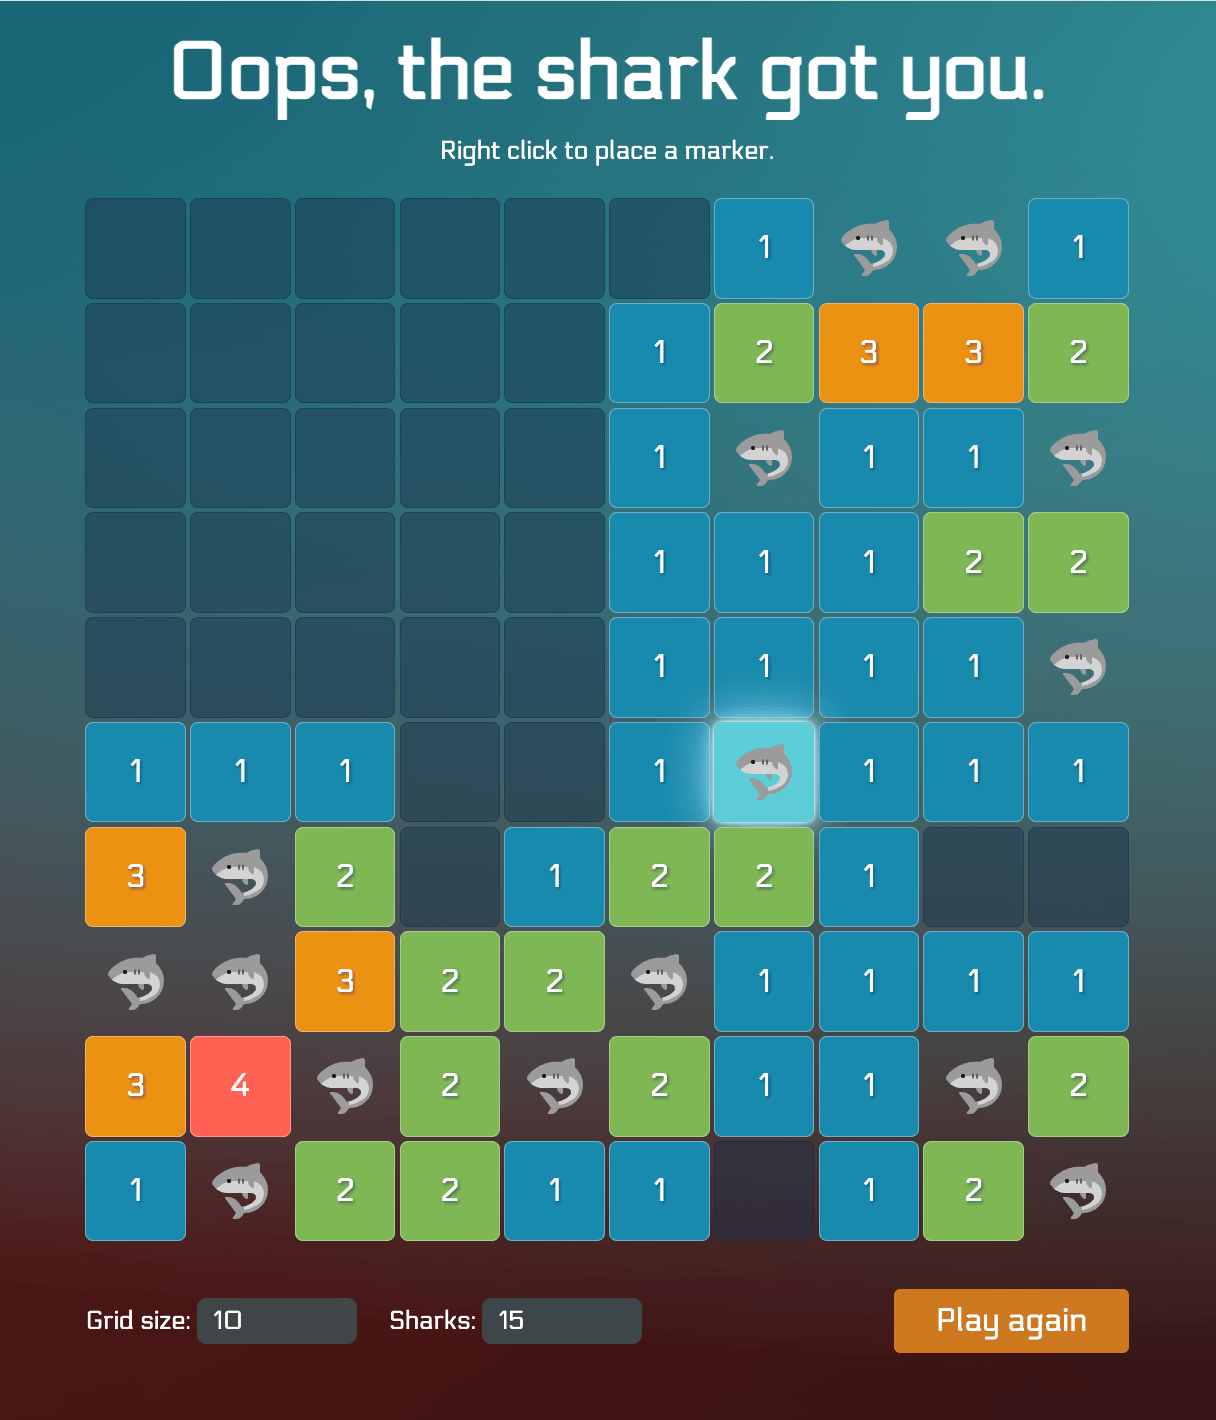 Oops, the shark got you.
Right click to place a marker.
1 1
1 2 3 3 2
1 1 1
1 1 1 2 2
1 1 1 1
1 1 1 1 1 1 1
3 2 1 2 2 1
3 2 2 1 1 1 1
3 4 2 2 1 1 2
1 2 2 1 1 1 2
Grid size: 10 Sharks: 15 Play again